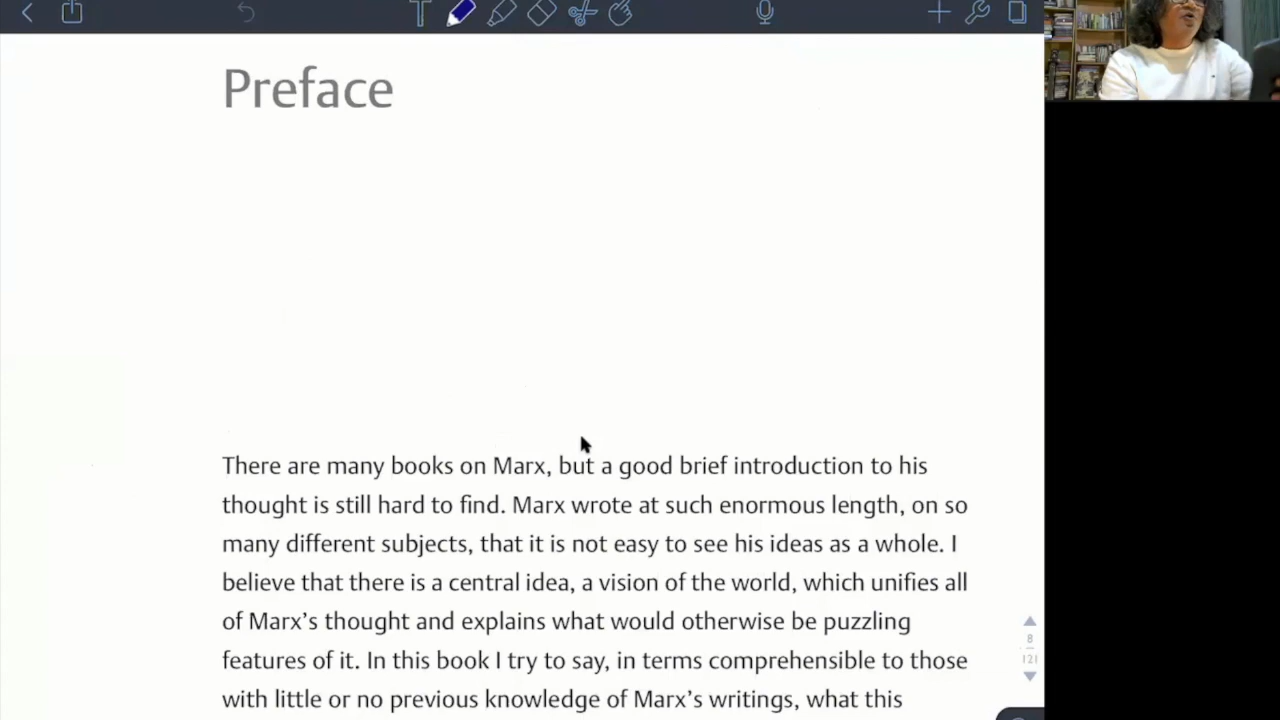 Preface
There are many books on Marx, but a good brief introduction to his
thought is still hard to find. Marx wrote at such enormous length, on so
many different subjects, that it is not easy to see his ideas as a whole. I
believe that there is a central idea, a vision of the world, which unifies all
of Marx’s thought and explains what would otherwise be puzzling
features of it. In this book I try to say, in terms comprehensible to those
with little or no previous knowledge of Marx’s writings, what this
8
121